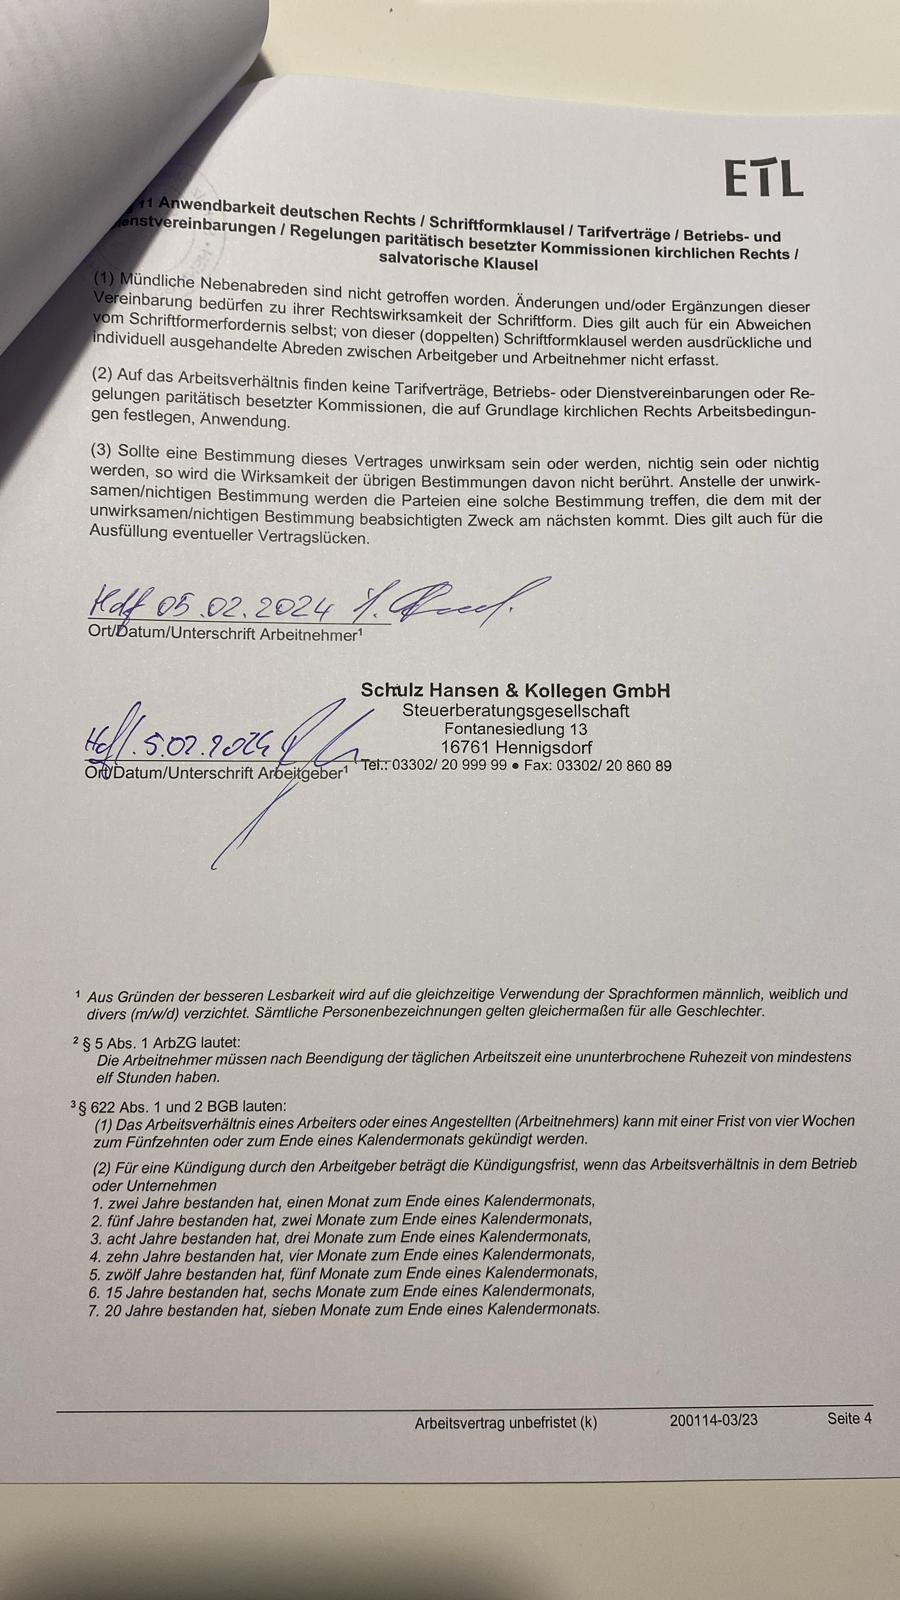 ETL
11 Anwendbarkeit deutschen Rechts / Schriftformklausel / Tarifverträge / Betriebs- und
enstvereinbarungen / Regelungen paritätisch besetzter Kommissionen kirchlichen Rechts /
salvatorische Klausel
(1) Mündliche Nebenabreden sind nicht getroffen worden. Änderungen und/oder Ergänzungen dieser
Vereinbarung bedürfen zu ihrer Rechtswirksamkeit der Schriftform. Dies gilt auch für ein Abweichen
vom Schriftformerfordernis selbst; von dieser (doppelten) Schriftformklausel werden ausdrückliche und
individuell ausgehandelte Abreden zwischen Arbeitgeber und Arbeitnehmer nicht erfasst.
(2) Auf das Arbeitsverhältnis finden keine Tarifverträge, Betriebs- oder Dienstvereinbarungen oder Re-
gelungen paritätisch besetzter Kommissionen, die auf Grundlage kirchlichen Rechts Arbeitsbedingun-
gen festlegen, Anwendung.
(3) Sollte eine Bestimmung dieses Vertrages unwirksam sein oder werden, nichtig sein oder nichtig
werden, so wird die Wirksamkeit der übrigen Bestimmungen davon nicht berührt. Anstelle der unwirk-
samen/nichtigen Bestimmung werden die Parteien eine solche Bestimmung treffen, die dem mit der
unwirksamen/nichtigen Bestimmung beabsichtigten Zweck am nächsten kommt. Dies gilt auch für die
Ausfüllung eventueller Vertragslücken.
Hdf 05.02.2024
Ort/Datum/Unterschrift Arbeitnehmer¹
Schulz Hansen & Kollegen GmbH
Steuerberatungsgesellschaft
Fontanesiedlung 13
16761 Hennigsdorf
Tel.: 03302/ 20 999 99 ● Fax: 03302/ 20 860 89
5.02.2024
Ort/Datum/Unterschrift Arbeitgeber¹
¹ Aus Gründen der besseren Lesbarkeit wird auf die gleichzeitige Verwendung der Sprachformen männlich, weiblich und
divers (m/w/d) verzichtet. Sämtliche Personenbezeichnungen gelten gleichermaßen für alle Geschlechter.
² § 5 Abs. 1 ArbZG lautet:
Die Arbeitnehmer müssen nach Beendigung der täglichen Arbeitszeit eine ununterbrochene Ruhezeit von mindestens
elf Stunden haben.
³ § 622 Abs. 1 und 2 BGB lauten:
(1) Das Arbeitsverhältnis eines Arbeiters oder eines Angestellten (Arbeitnehmers) kann mit einer Frist von vier Wochen
zum Fünfzehnten oder zum Ende eines Kalendermonats gekündigt werden.
(2) Für eine Kündigung durch den Arbeitgeber beträgt die Kündigungsfrist, wenn das Arbeitsverhältnis in dem Betrieb
oder Unternehmen
1. zwei Jahre bestanden hat, einen Monat zum Ende eines Kalendermonats,
2. fünf Jahre bestanden hat, zwei Monate zum Ende eines Kalendermonats,
3. acht Jahre bestanden hat, drei Monate zum Ende eines Kalendermonats,
4. zehn Jahre bestanden hat, vier Monate zum Ende eines Kalendermonats,
5. zwölf Jahre bestanden hat, fünf Monate zum Ende eines Kalendermonats,
6. 15 Jahre bestanden hat, sechs Monate zum Ende eines Kalendermonats,
7. 20 Jahre bestanden hat, sieben Monate zum Ende eines Kalendermonats.
Arbeitsvertrag unbefristet (k) 200114-03/23 Seite 4